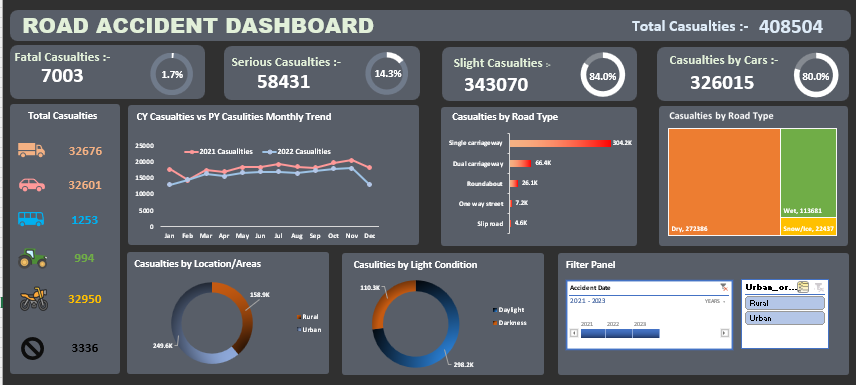 ROAD ACCIDENT DASHBOARD
Total Casualties :- 408504
Fatal Casualties :-
7003
1.7%
Serious Casualties :-
58431
14.3%
Slight Casualties :-
343070
84.0%
Casualties by Cars :-
326015
80.0%
Total Casualties
32676
32601
1253
994
32950
3336
CY Casualties vs PY Casulities Monthly Trend
2021 Casualities
2022 Casualities
25000
20000
15000
10000
5000
0
Jan Feb Mar Apr May Jun Jul Aug Sep Oct Nov Dec
Casualties by Road Type
Single carriageway 304.2K
Dual carriageway 66.4K
Roundabout 26.1K
One way street 7.2K
Slip road 4.6K
Casualties by Road Type
Dry, 272386
Wet, 113681
Snow/Ice, 22437
Casualties by Location/Areas
158.9K
249.6K
Rural
Urban
Casulities by Light Condition
110.3K
298.2K
Daylight
Darkness
Filter Panel
Accident Date
2021 - 2023
YEARS
2021 2022 2023
Urban_or...
Rural
Urban